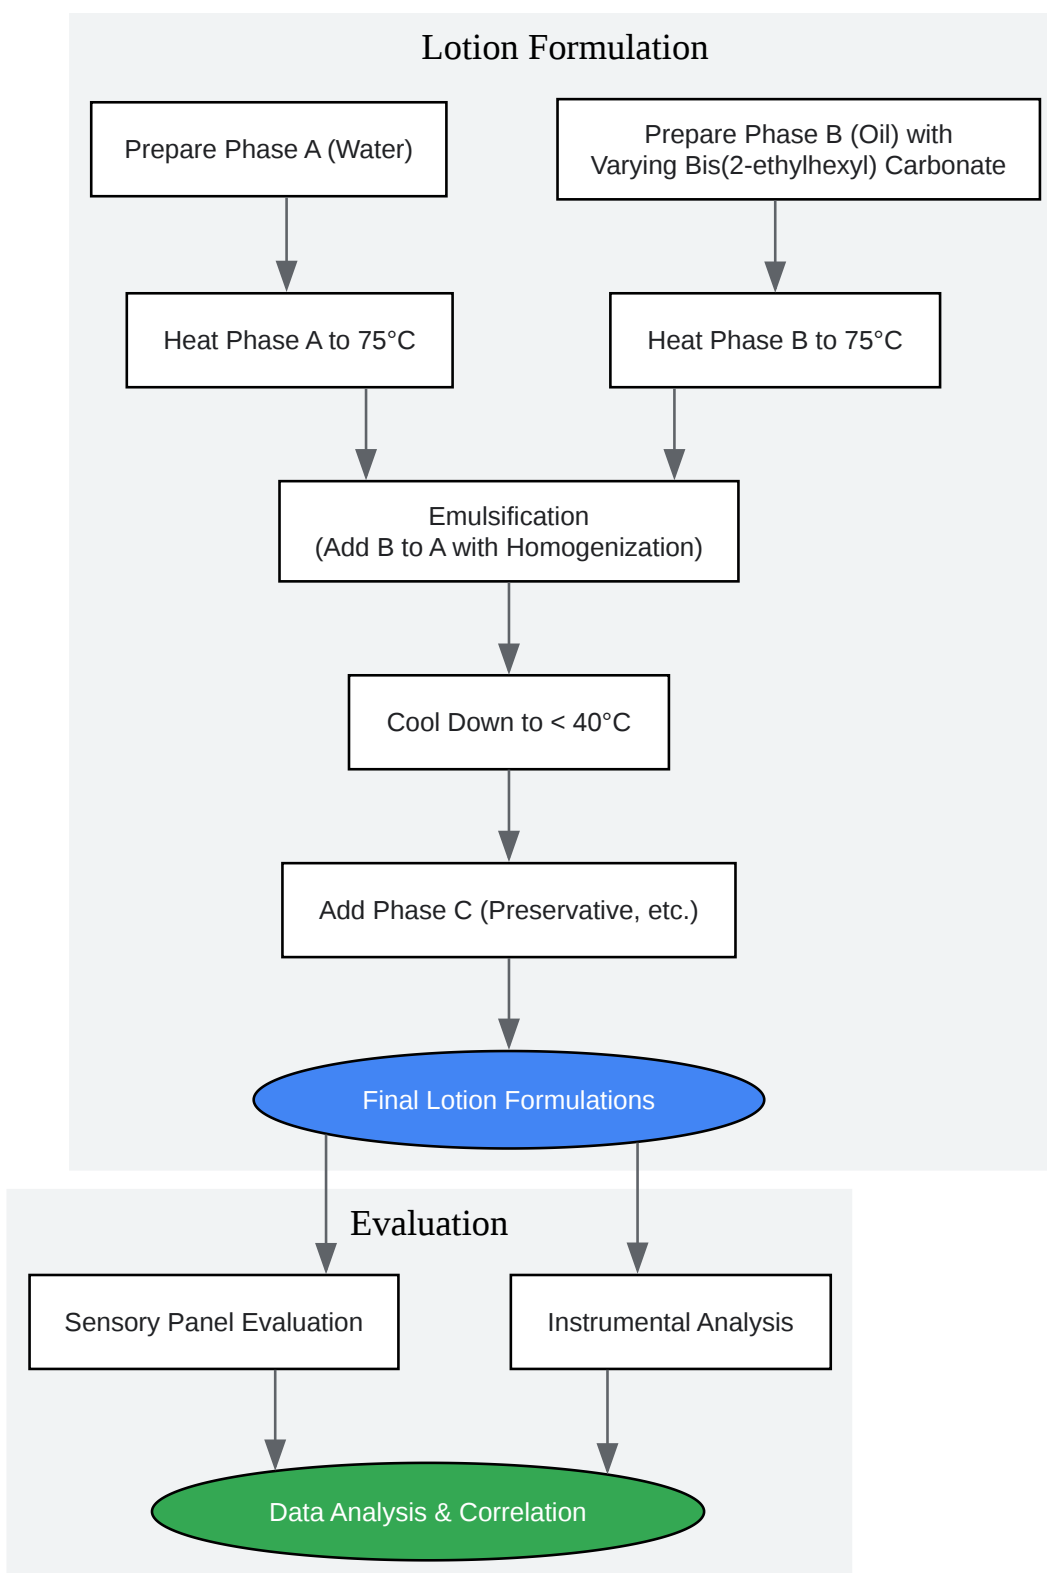 Lotion Formulation
Prepare Phase A (Water)
Prepare Phase B (Oil) with
Varying Bis(2-ethylhexyl) Carbonate
Heat Phase A to 75°C
Heat Phase B to 75°C
Emulsification
(Add B to A with Homogenization)
Cool Down to < 40°C
Add Phase C (Preservative, etc.)
Final Lotion Formulations
Evaluation
Sensory Panel Evaluation
Instrumental Analysis
Data Analysis & Correlation